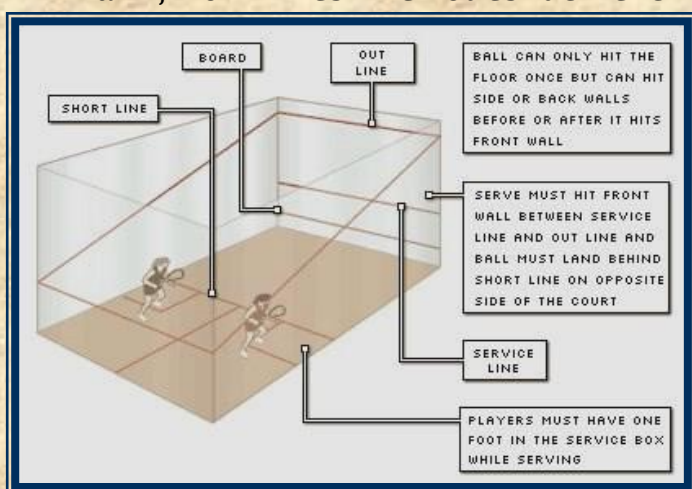 BOARD
OUT
LINE
SHORT LINE
BALL CAN ONLY HIT THE
FLOOR ONCE BUT CAN HIT
SIDE OR BACK WALLS
BEFORE OR AFTER IT HITS
FRONT WALL
SERVE MUST HIT FRONT
WALL BETWEEN SERVICE
LINE AND OUT LINE AND
BALL MUST LAND BEHIND
SHORT LINE ON OPPOSITE
SIDE OF THE COURT
SERVICE
LINE
PLAYERS MUST HAVE ONE
FOOT IN THE SERVICE BOX
WHILE SERVING